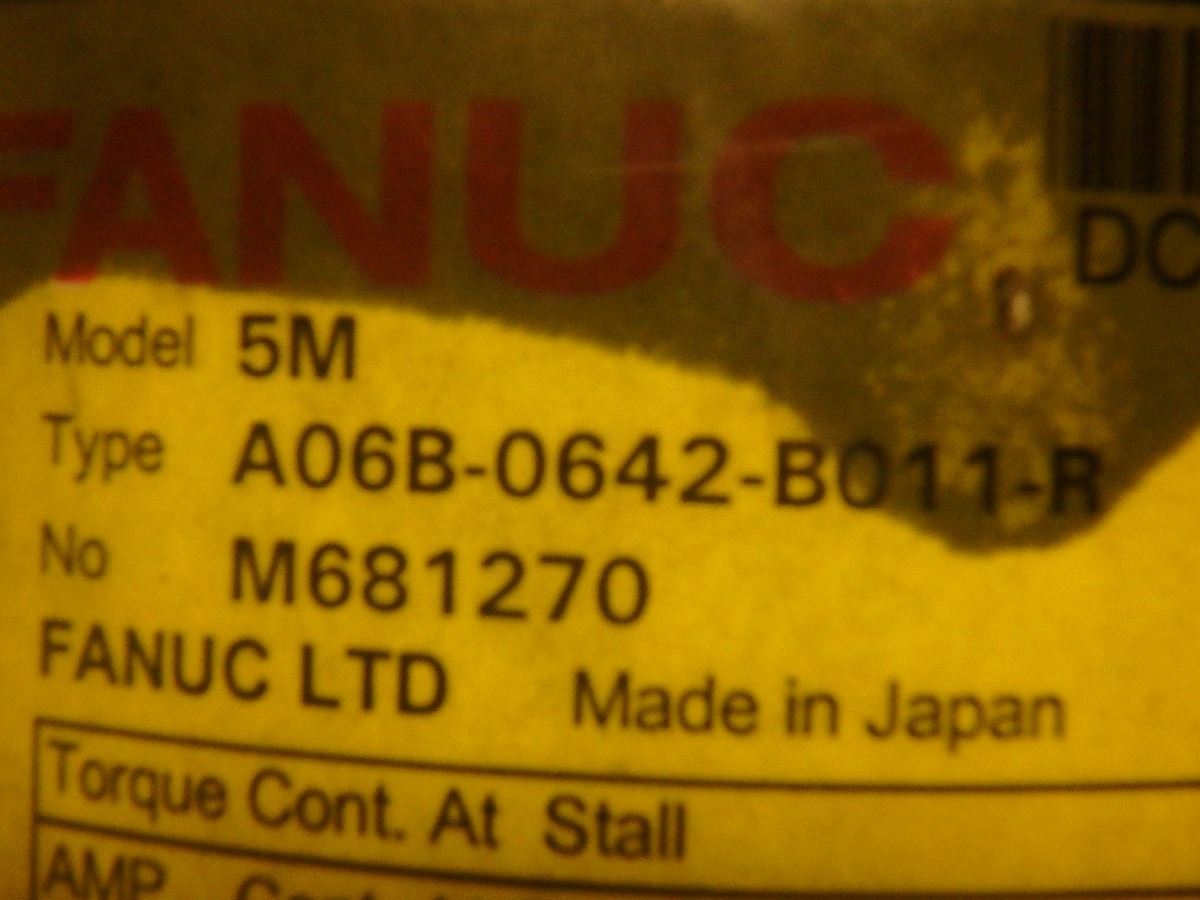 FANUC
DC
Model 5M
Type A06B-0642-B011-R
No M681270
FANUC LTD Made in Japan
Torque Cont. At Stall
AMP